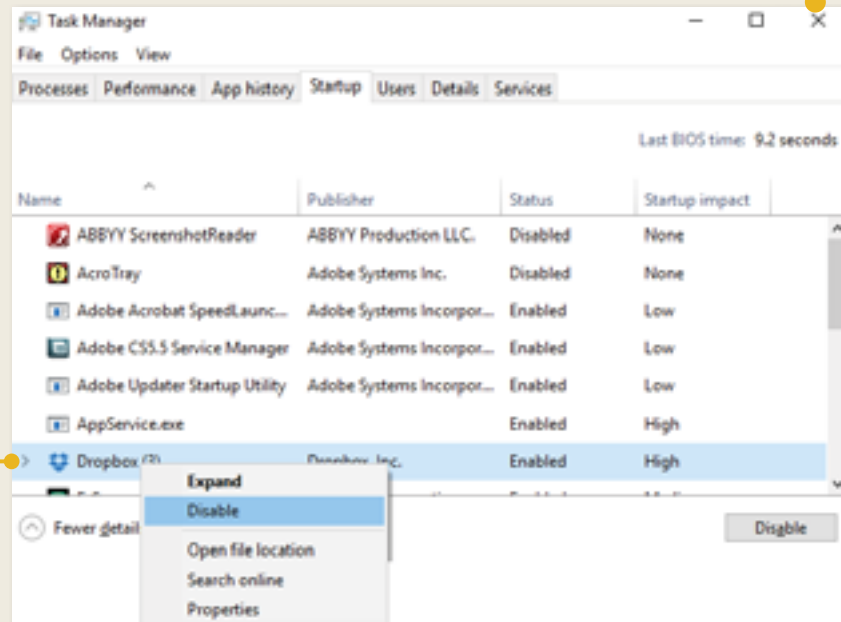 Task Manager
File Options View
Processes Performance App history Startup Users Details Services
Last BIOS time: 9.2 seconds
Name Publisher Status Startup impact
ABBYY ScreenshotReader ABBYY Production LLC. Disabled None
AcroTray Adobe Systems Inc. Disabled None
Adobe Acrobat SpeedLaunc... Adobe Systems Incorpor... Enabled Low
Adobe CS5.5 Service Manager Adobe Systems Incorpor... Enabled Low
Adobe Updater Startup Utility Adobe Systems Incorpor... Enabled Low
AppService.exe Enabled High
Dropbox Dropbox, Inc. Enabled High
Expand
Disable
Fewer detail Disable
Open file location
Search online
Properties